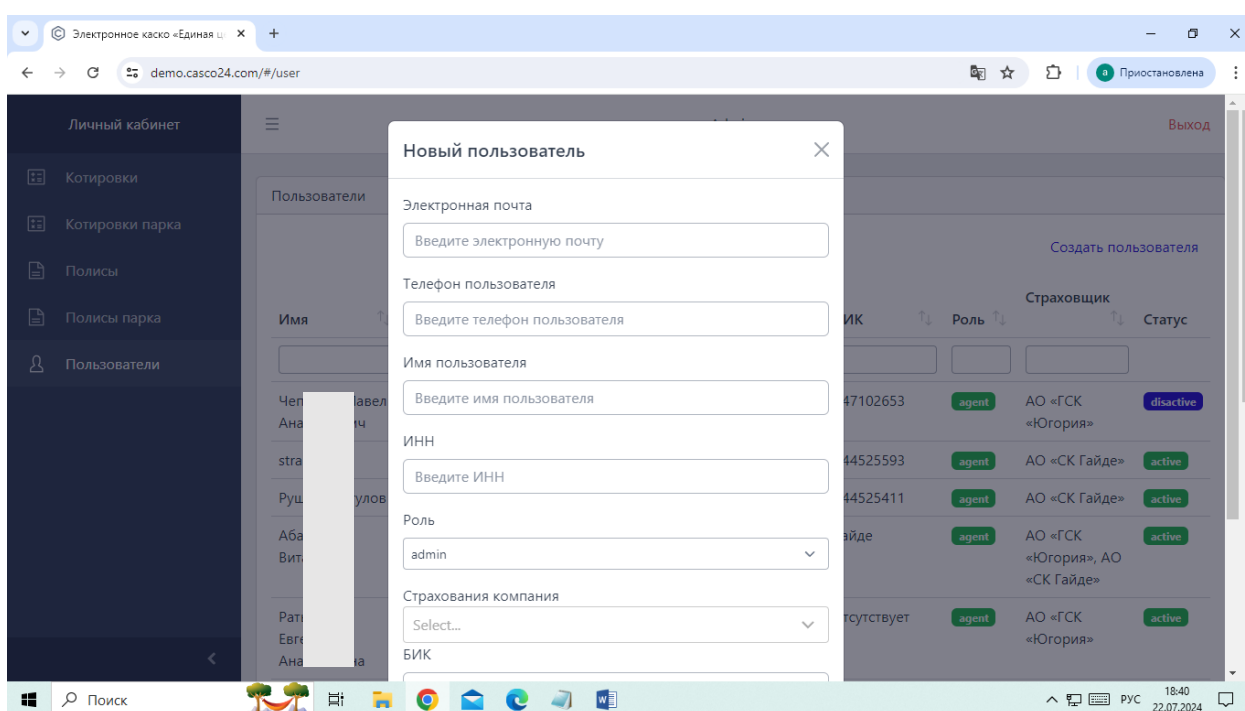 Электронное каско «Единая ц
demo.casco24.com/#/user
a Приостановлена
Личный кабинет
Выход
Котировки
Котировки парка
Полисы
Полисы парка
Пользователи
Пользователи
Создать пользователя
Новый пользователь
Электронная почта
Введите электронную почту
Телефон пользователя
Введите телефон пользователя
Имя пользователя
Введите имя пользователя
ИНН
Введите ИНН
Роль
admin
Страхования компания
Select...
БИК
Имя ИК Роль Страховщик Статус
47102653 agent АО «ГСК «Югория» disactive
stra 44525593 agent АО «СК Гайде» active
44525411 agent АО «СК Гайде» active
agent АО «ГСК active
«Югория», АО
«СК Гайде»
agent АО «ГСК active
«Югория»
Поиск
РУС
18:40
22.07.2024